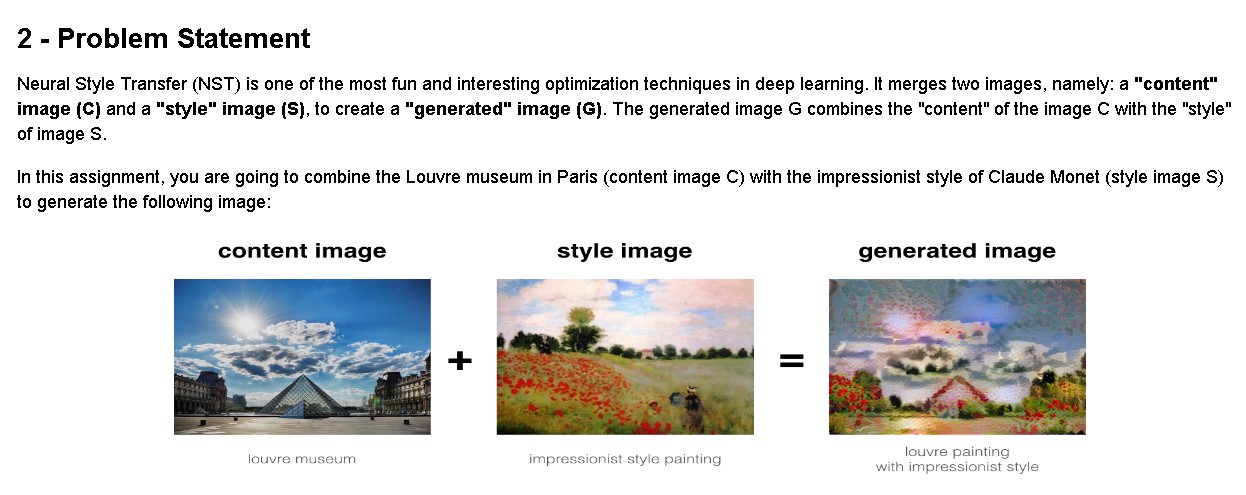 2 - Problem Statement
Neural Style Transfer (NST) is one of the most fun and interesting optimization techniques in deep learning. It merges two images, namely: a "content"
image (C) and a "style" image (S), to create a "generated" image (G). The generated image G combines the "content" of the image C with the "style"
of image S.
In this assignment, you are going to combine the Louvre museum in Paris (content image C) with the impressionist style of Claude Monet (style image S)
to generate the following image:
content image
style image
generated image
+
=
louvre museum
impressionist style painting
louvre painting
with impressionist style